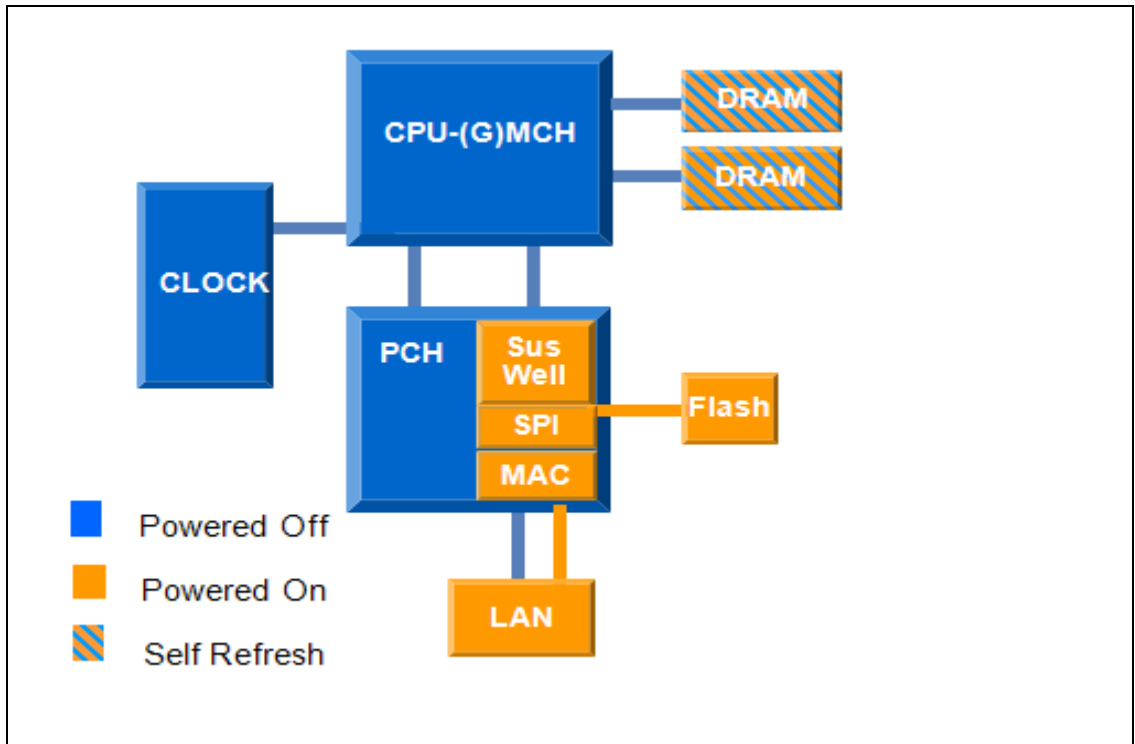 CPU-(G)MCH
DRAM
DRAM
CLOCK
PCH
Sus
Well
SPI
MAC
Flash
LAN
Powered Off
Powered On
Self Refresh